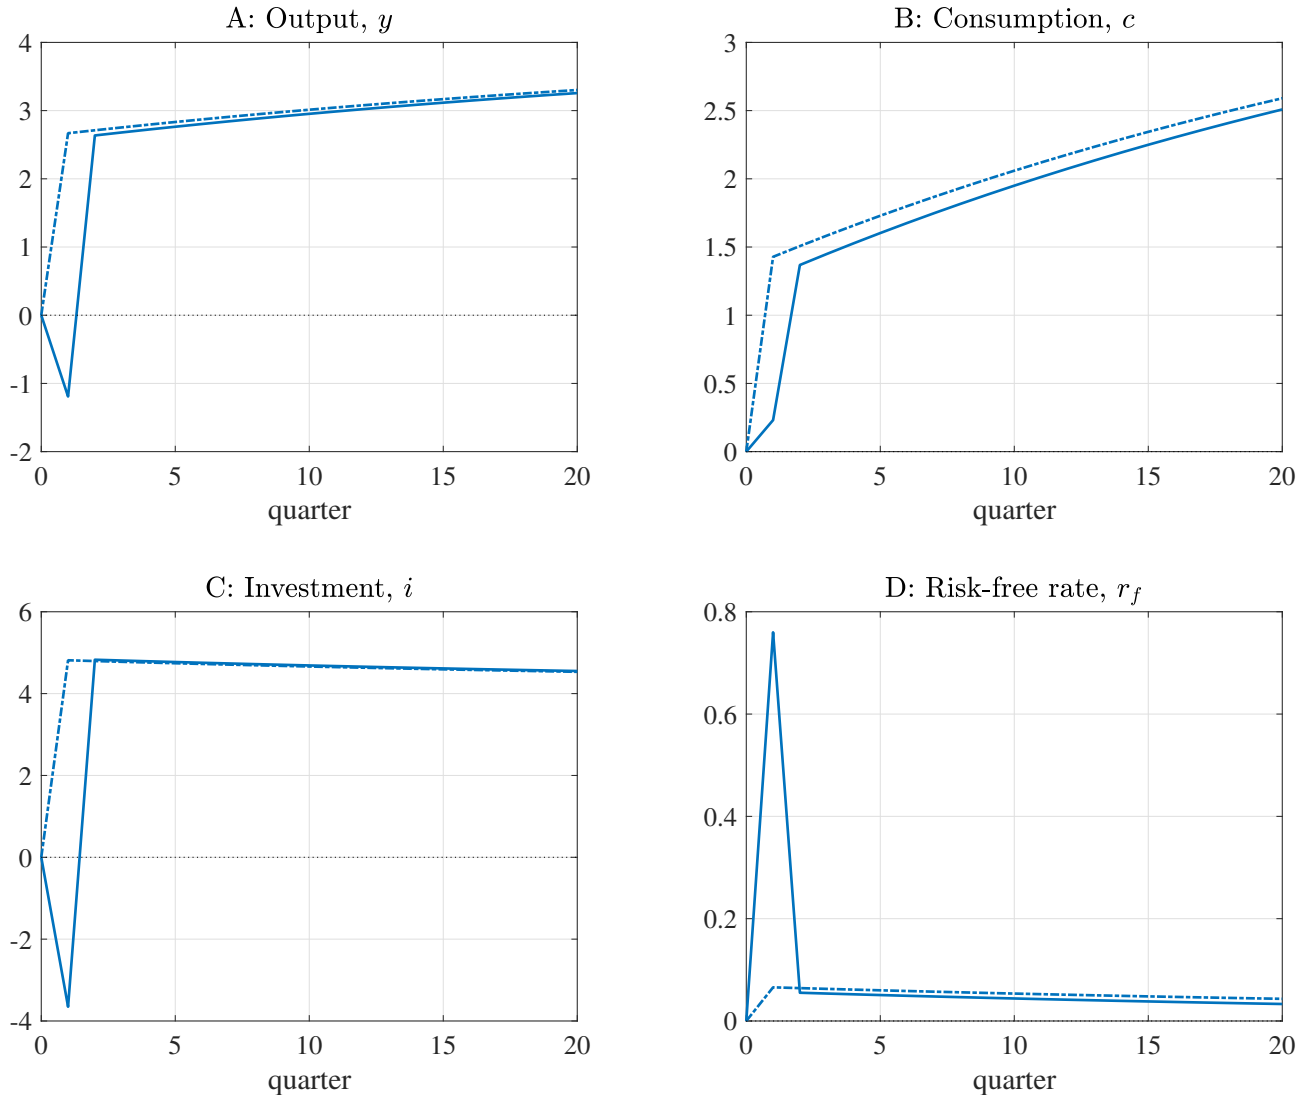 A: Output, y
4
3
2
1
0
-1
-2
0 5 10 15 20
quarter
B: Consumption, c
3
2.5
2
1.5
1
0.5
0
0 5 10 15 20
quarter
C: Investment, i
6
4
2
0
-2
-4
0 5 10 15 20
quarter
D: Risk-free rate, r_f
0.8
0.6
0.4
0.2
0
0 5 10 15 20
quarter